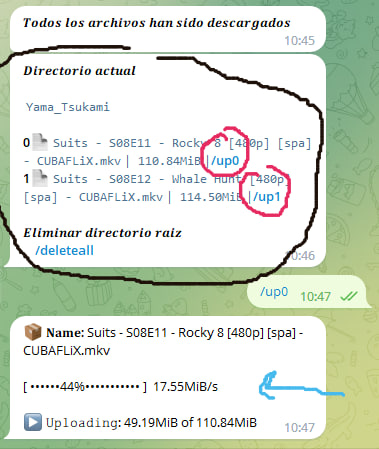 Todos los archivos han sido descargados
10:45
Directorio actual
Yama_Tsukami
0📄 Suits - S08E11 - Rocky 8 [480p] [spa]
- CUBAFLiX.mkv | 110.84MiB |/up0
1📄 Suits - S08E12 - Whale Hunt [480p]
[spa] - CUBAFLiX.mkv | 114.50MiB |/up1
Eliminar directorio raiz
/deleteall
10:46
/up0 10:47
📦 Name: Suits - S08E11 - Rocky 8 [480p] [spa] -
CUBAFLiX.mkv
[ ••••••44%••••••••••• ] 17.55MiB/s
▶️ Uploading: 49.19MiB of 110.84MiB
10:47